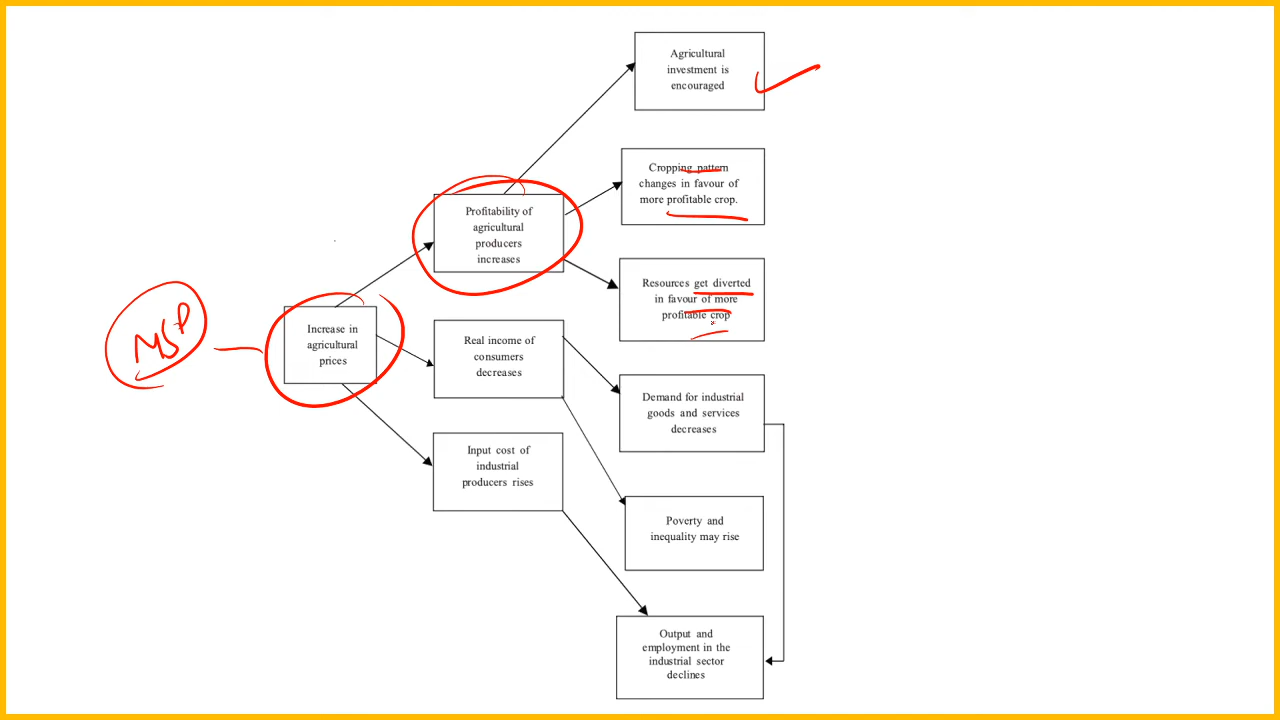 Agricultural
investment is
encouraged
Cropping pattern
changes in favour of
more profitable crop.
Profitability of
agricultural
producers
increases
Resources get diverted
in favour of more
profitable crop
MSP
Increase in
agricultural
prices
Real income of
consumers
decreases
Demand for industrial
goods and services
decreases
Input cost of
industrial
producers rises
Poverty and
inequality may rise
Output and
employment in the
industrial sector
declines